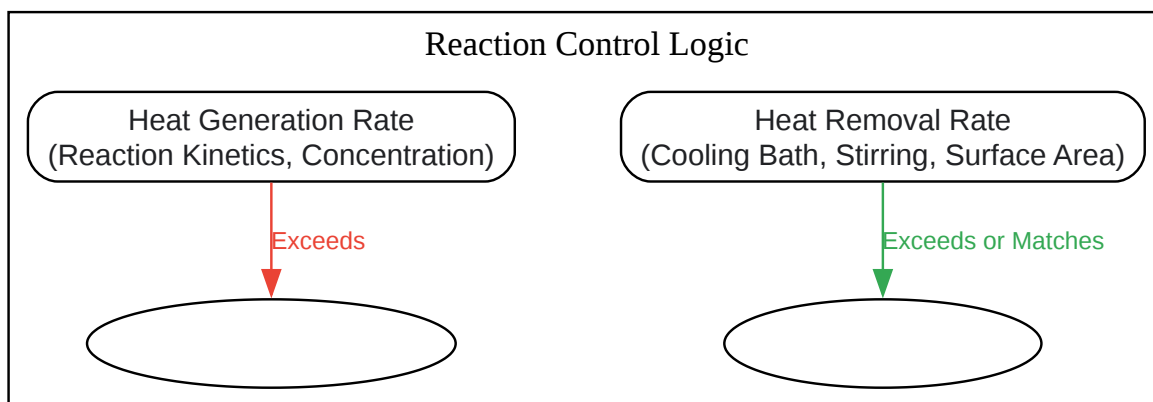 Reaction Control Logic
Heat Generation Rate
(Reaction Kinetics, Concentration)
Heat Removal Rate
(Cooling Bath, Stirring, Surface Area)
Exceeds
Exceeds or Matches